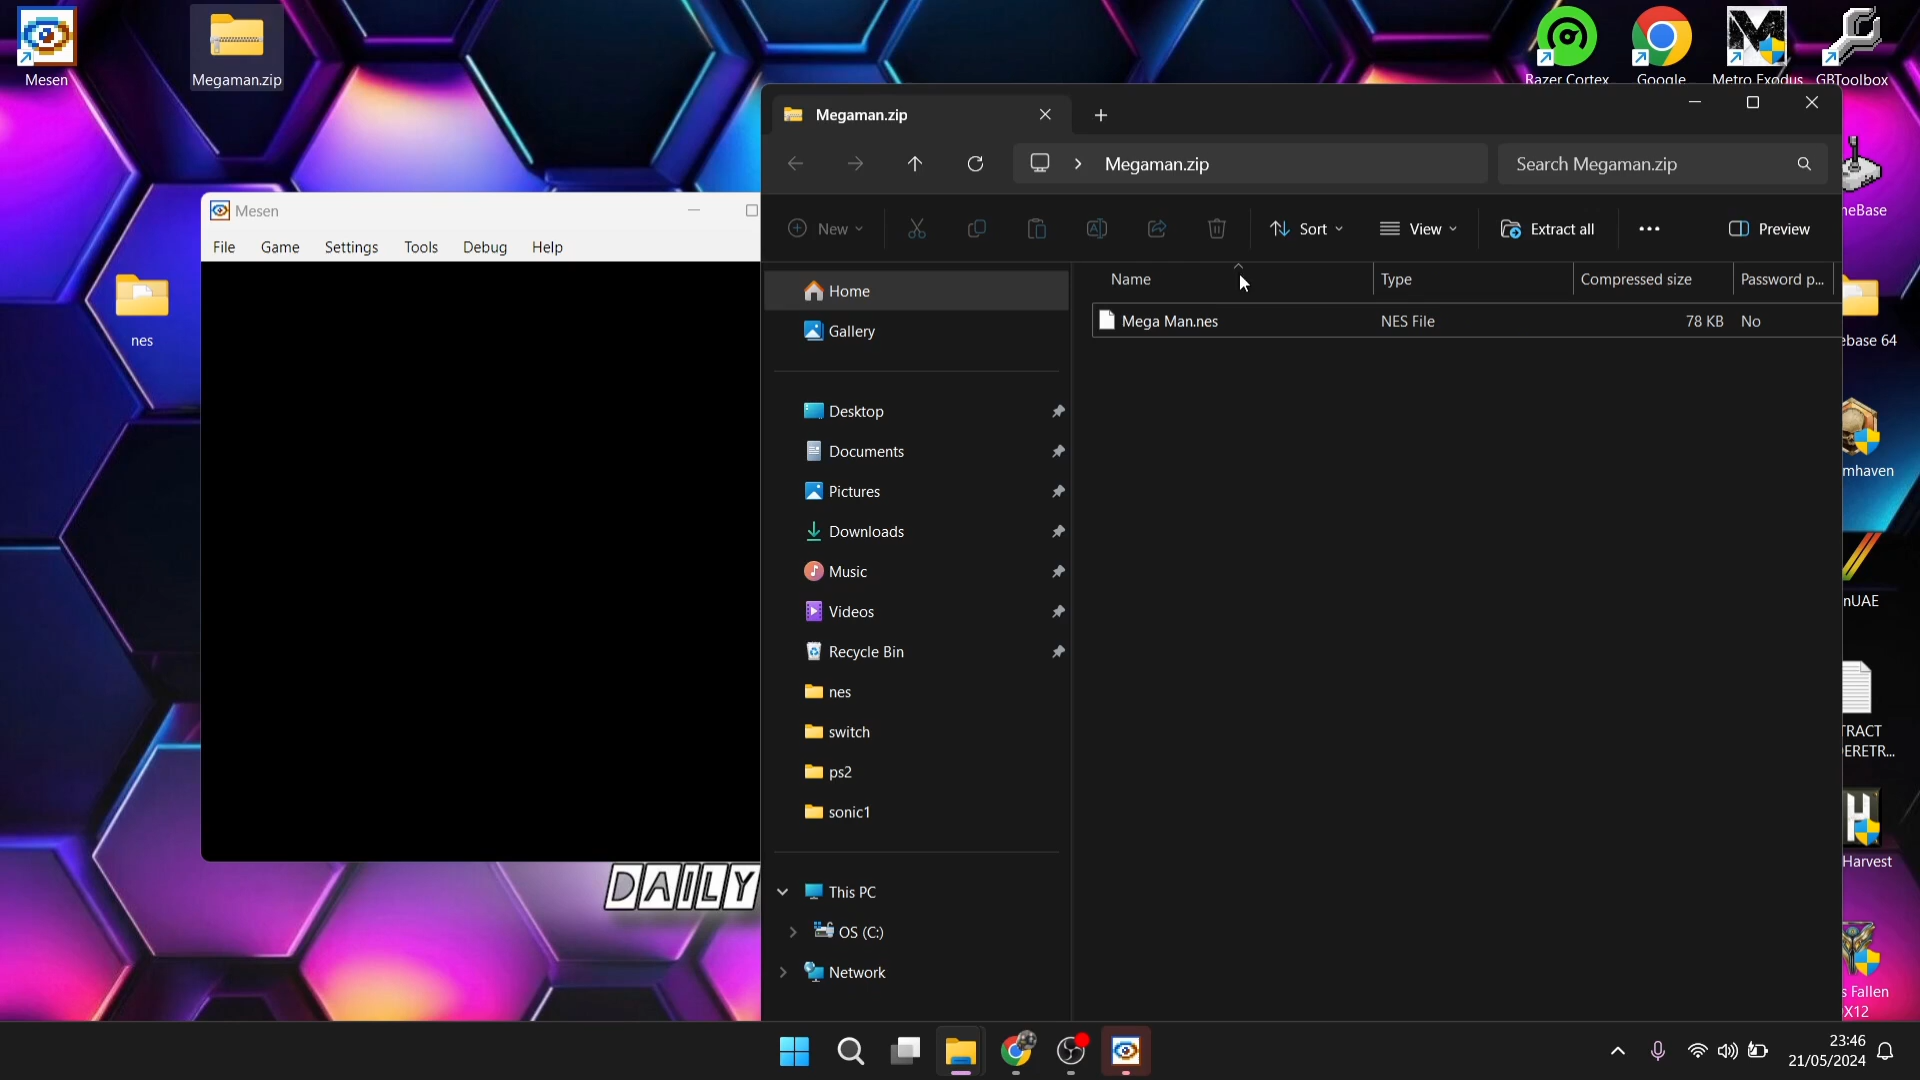 Mesen
Megaman.zip
Razer Cortex
Google
Metro Exodus
GBToolbox
Megaman.zip
Megaman.zip
Search Megaman.zip
New
Sort
View
Extract all
Preview
Mesen
File Game Settings Tools Debug Help
nes
Home
Gallery
Desktop
Documents
Pictures
Downloads
Music
Videos
Recycle Bin
nes
switch
ps2
sonic1
This PC
OS (C:)
Network
Name Type Compressed size Password p...
Mega Man.nes NES File 78 KB No
neBase
ebase 64
mhaven
nUAE
TRACT
ERETR...
Harvest
s Fallen
X12
DAILY
23:46
21/05/2024